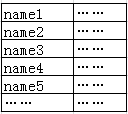 name1 ……
name2 ……
name3 ……
name4 ……
name5 ……
…… ……